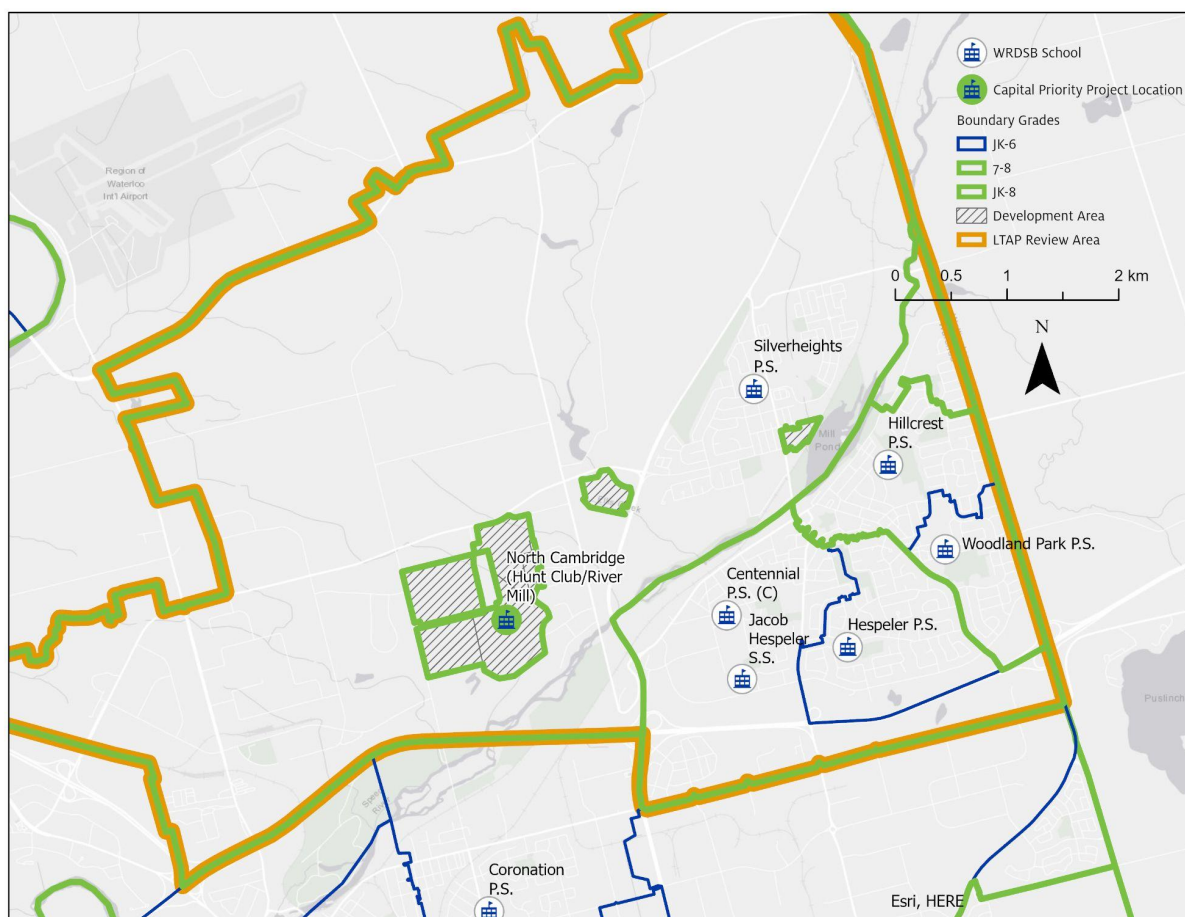 WRDSB School
Capital Priority Project Location
Boundary Grades
JK-6
7-8
JK-8
Development Area
LTAP Review Area
0 0.5 1 2 km
N
Region of
Waterloo
Int'l Airport
Silverheights
P.S.
Mill
Pond
Hillcrest
P.S.
Woodland Park P.S.
North Cambridge
(Hunt Club/River
Mill)
Centennial
P.S. (C)
Jacob
Hespeler
S.S.
Hespeler P.S.
Puslinch
Coronation
P.S.
Esri, HERE